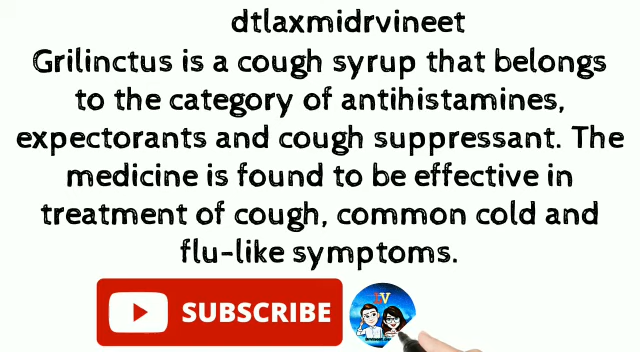 dtlaxmidrvineet
Grilinctus is a cough syrup that belongs
to the category of antihistamines,
expectorants and cough suppressant. The
medicine is found to be effective in
treatment of cough, common cold and
flu-like symptoms.
SUBSCRIBE
LV